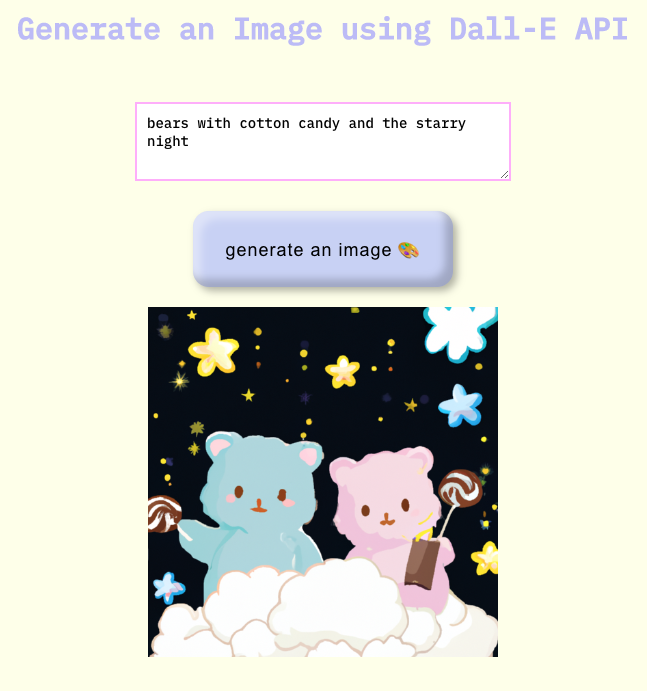 Generate an Image using Dall-E API
bears with cotton candy and the starry
night
generate an image 🎨